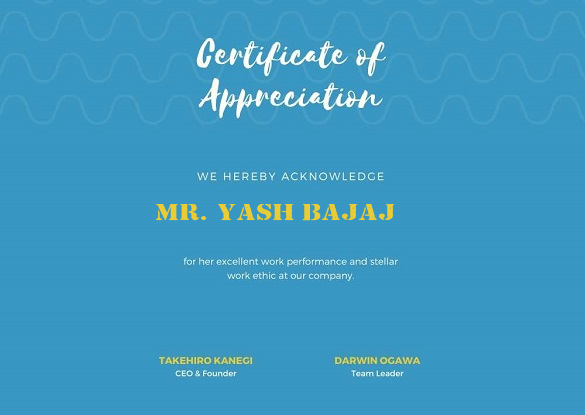 Certificate of
Appreciation
WE HEREBY ACKNOWLEDGE
MR. YASH BAJAJ
for her excellent work performance and stellar
work ethic at our company.
TAKEHIRO KANEGI
CEO & Founder
DARWIN OGAWA
Team Leader